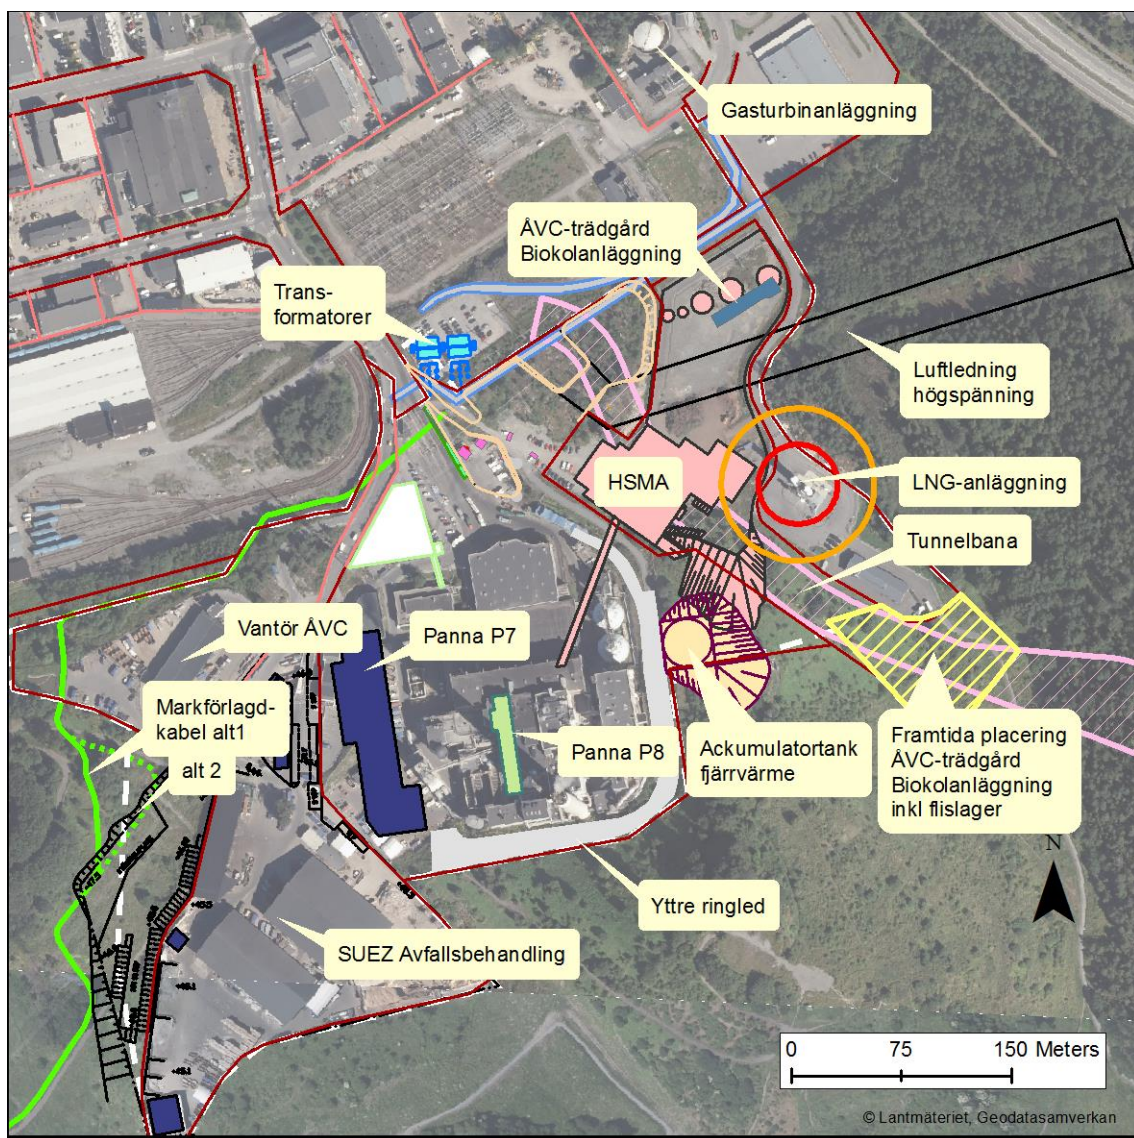 Gasturbinanläggning
ÅVC-trädgård
Biokolanläggning
Trans-
formatorer
Luftledning
högspänning
HSMA
LNG-anläggning
Tunnelbana
Vantör ÅVC
Panna P7
Markförlagd-
kabel alt1
alt 2
Panna P8
Ackumulatortank
fjärrvärme
Framtida placering
ÅVC-trädgård
Biokolanläggning
inkl flislager
N
Yttre ringled
SUEZ Avfallsbehandling
0 75 150 Meters
© Lantmäteriet, Geodatasamverkan